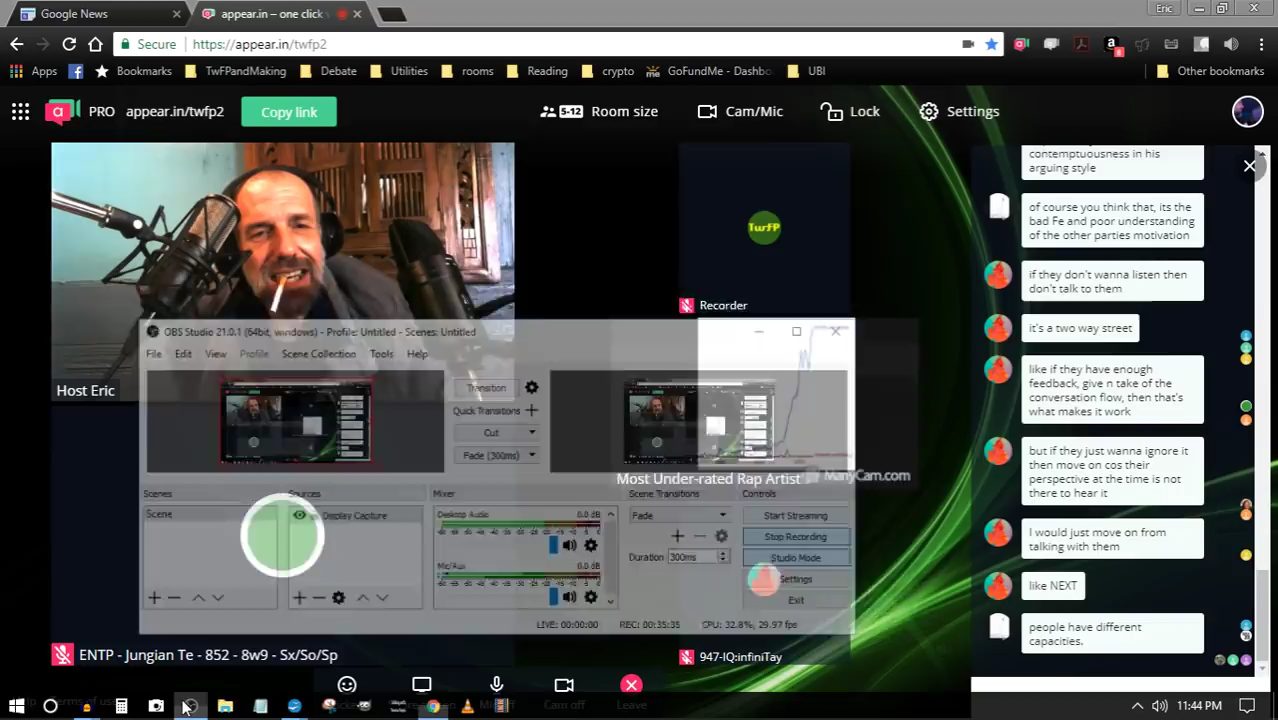 Google News
appear.in – one click
Eric
Secure
https://appear.in/twfp2
Apps
Bookmarks
TwFPandMaking
Debate
Utilities
rooms
Reading
crypto
GoFundMe - Dashbo
UBI
Other bookmarks
PRO
appear.in/twfp2
Copy link
5-12
Room size
Cam/Mic
Lock
Settings
contemptuousness in his
arguing style
of course you think that, its the
bad Fe and poor understanding
of the other parties motivation
if they don't wanna listen then
don't talk to them
it's a two way street
like if they have enough
feedback, give n take of the
conversation flow, then that's
what makes it work
but if they just wanna ignore it
then move on cos their
perspective at the time is not
there to hear it
I would just move on from
talking with them
like NEXT
people have different
capacities.
TwrFP
Recorder
Host Eric
OBS Studio 21.0.1 (64bit, windows) - Profile: Untitled - Scenes: Untitled
File
Edit
View
Profile
Scene Collection
Tools
Help
Transition
Quick Transitions
Cut
Fade (300ms)
Most Under-rated Rap Artist
ManyCam.com
Scenes
Sources
Mixer
Scene Transitions
Controls
Scene
Display Capture
Desktop Audio
0.0 dB
Mic/Aux
0.0 dB
Fade
Duration
300ms
Start Streaming
Stop Recording
Studio Mode
Settings
Exit
LIVE: 00:00:00
REC: 00:35:35
CPU: 32.8%, 29.97 fps
ENTP - Jungian Te - 852 - 8w9 - Sx/So/Sp
947-IQ:infiniTay
Cam off
Leave
11:44 PM